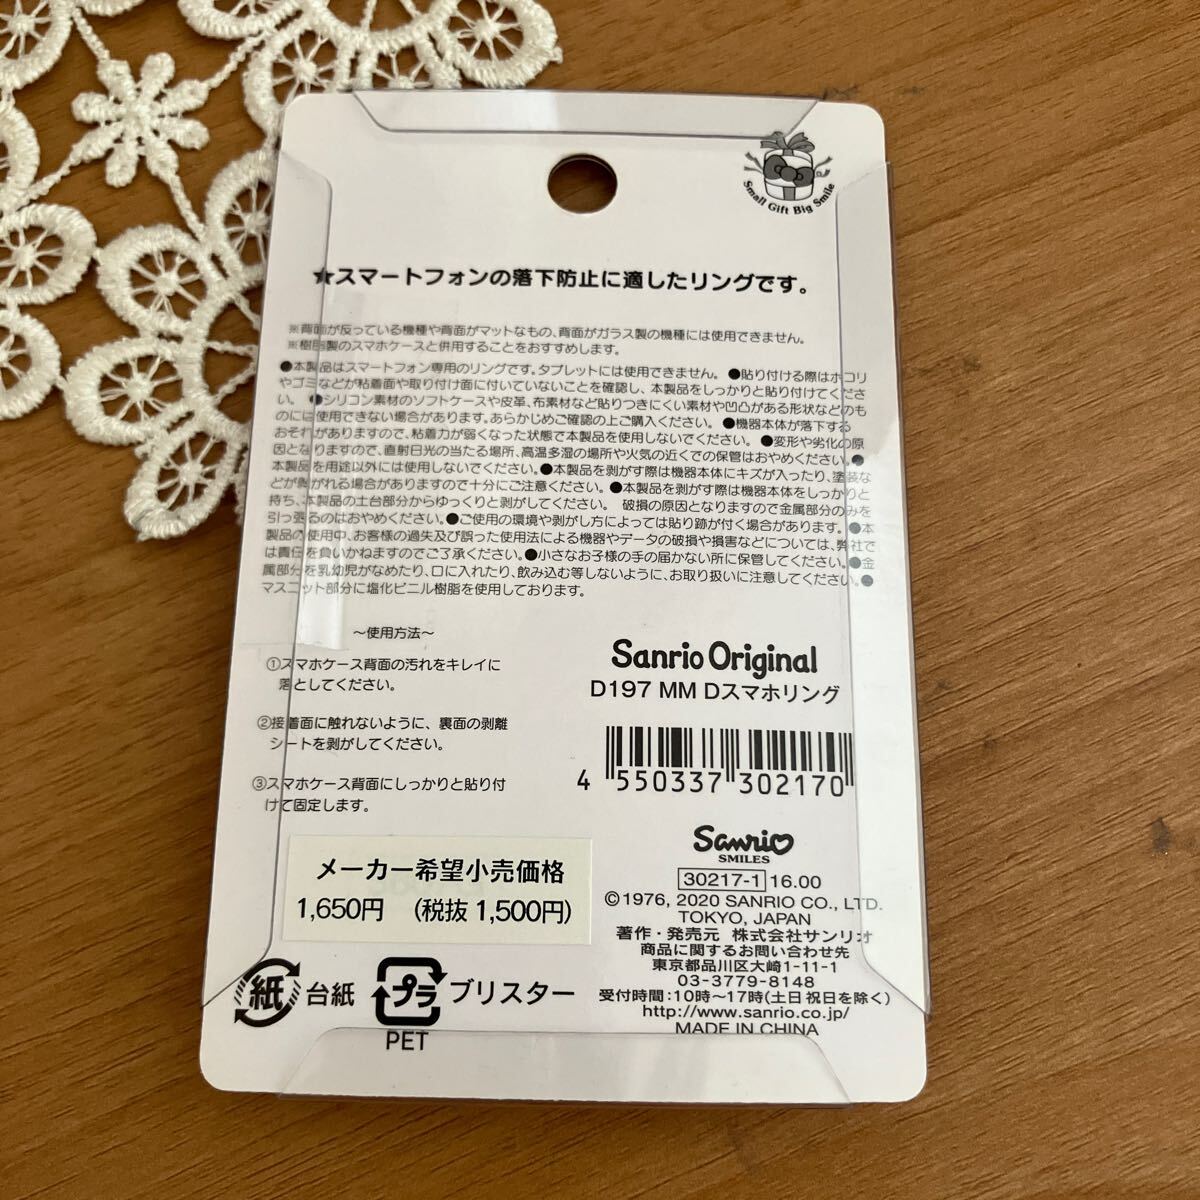 Small Gift Big Smile
★スマートフォンの落下防止に適したリングです。
※背面が反っている機種や背面がマットなもの、背面がガラス製の機種には使用できません。
※樹脂製のスマホケースと併用することをおすすめします。
●本製品はスマートフォン専用のリングです。タブレットには使用できません。 ●貼り付ける際はホコリ
やゴミなどが粘着面や取り付け面に付いていないことを確認し、本製品をしっかりと貼り付けてくださ
い。 ●シリコン素材のソフトケースや皮革、布素材など貼りつきにくい素材や凹凸がある形状などのも
のには使用できない場合があります。あらかじめご確認の上ご購入ください。 ●機器本体が落下する
おそれがありますので、粘着力が弱くなった状態で本製品を使用しないでください。 ●変形や劣化の原
因となりますので、直射日光の当たる場所、高温多湿の場所や火気の近くでの保管はおやめください。●
本製品を用途以外には使用しないでください。●本製品を剥がす際は機器本体にキズが入ったり、塗装な
どが剥がれる場合がありますので十分にご注意ください。●本製品を剥がす際は機器本体をしっかりと
持ち、本製品の土台部分からゆっくりと剥がしてください。 破損の原因となりますので金属部分のみを
引っ張るのはおやめください。●ご使用の環境や剥がし方によっては貼り跡が付く場合があります。●本
製品の使用中、お客様の過失及び誤った使用法による機器やデータの破損や損害などについては、弊社で
は責任を負いかねますのでご了承ください。●小さなお子様の手の届かない所に保管してください。●金
属部分を乳幼児がなめたり、口に入れたり、飲み込む等しないように、お取り扱いに注意してください。●
マスコット部分に塩化ビニル樹脂を使用しております。
～使用方法～
①スマホケース背面の汚れをキレイに
落としてください。
②接着面に触れないように、裏面の剥離
シートを剥がしてください。
③スマホケース背面にしっかりと貼り付
けて固定します。
Sanrio Original
D197 MM Dスマホリング
4 550337 302170
メーカー希望小売価格
1,650円 (税抜 1,500円)
Sanrio
SMILES
30217-1 16.00
©1976, 2020 SANRIO CO., LTD.
TOKYO, JAPAN
著作・発売元 株式会社サンリオ
商品に関するお問い合わせ先
東京都品川区大崎1-11-1
03-3779-8148
受付時間:10時～17時(土日祝日を除く)
http://www.sanrio.co.jp/
MADE IN CHINA
紙 台紙
プラ ブリスター
PET